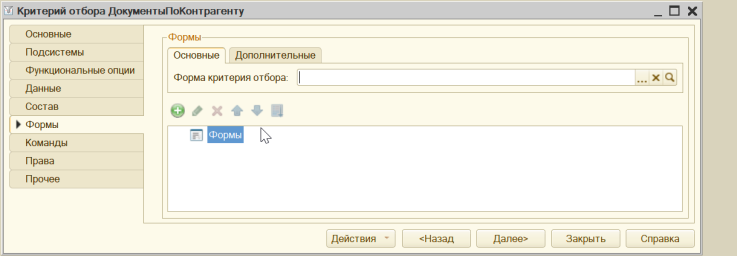 Критерий отбора ДокументыПоКонтрагенту
Основные
Подсистемы
Функциональные опции
Данные
Состав
Формы
Команды
Права
Прочее
Формы
Основные Дополнительные
Форма критерия отбора:
...
Формы
Действия <Назад Далее> Закрыть Справка